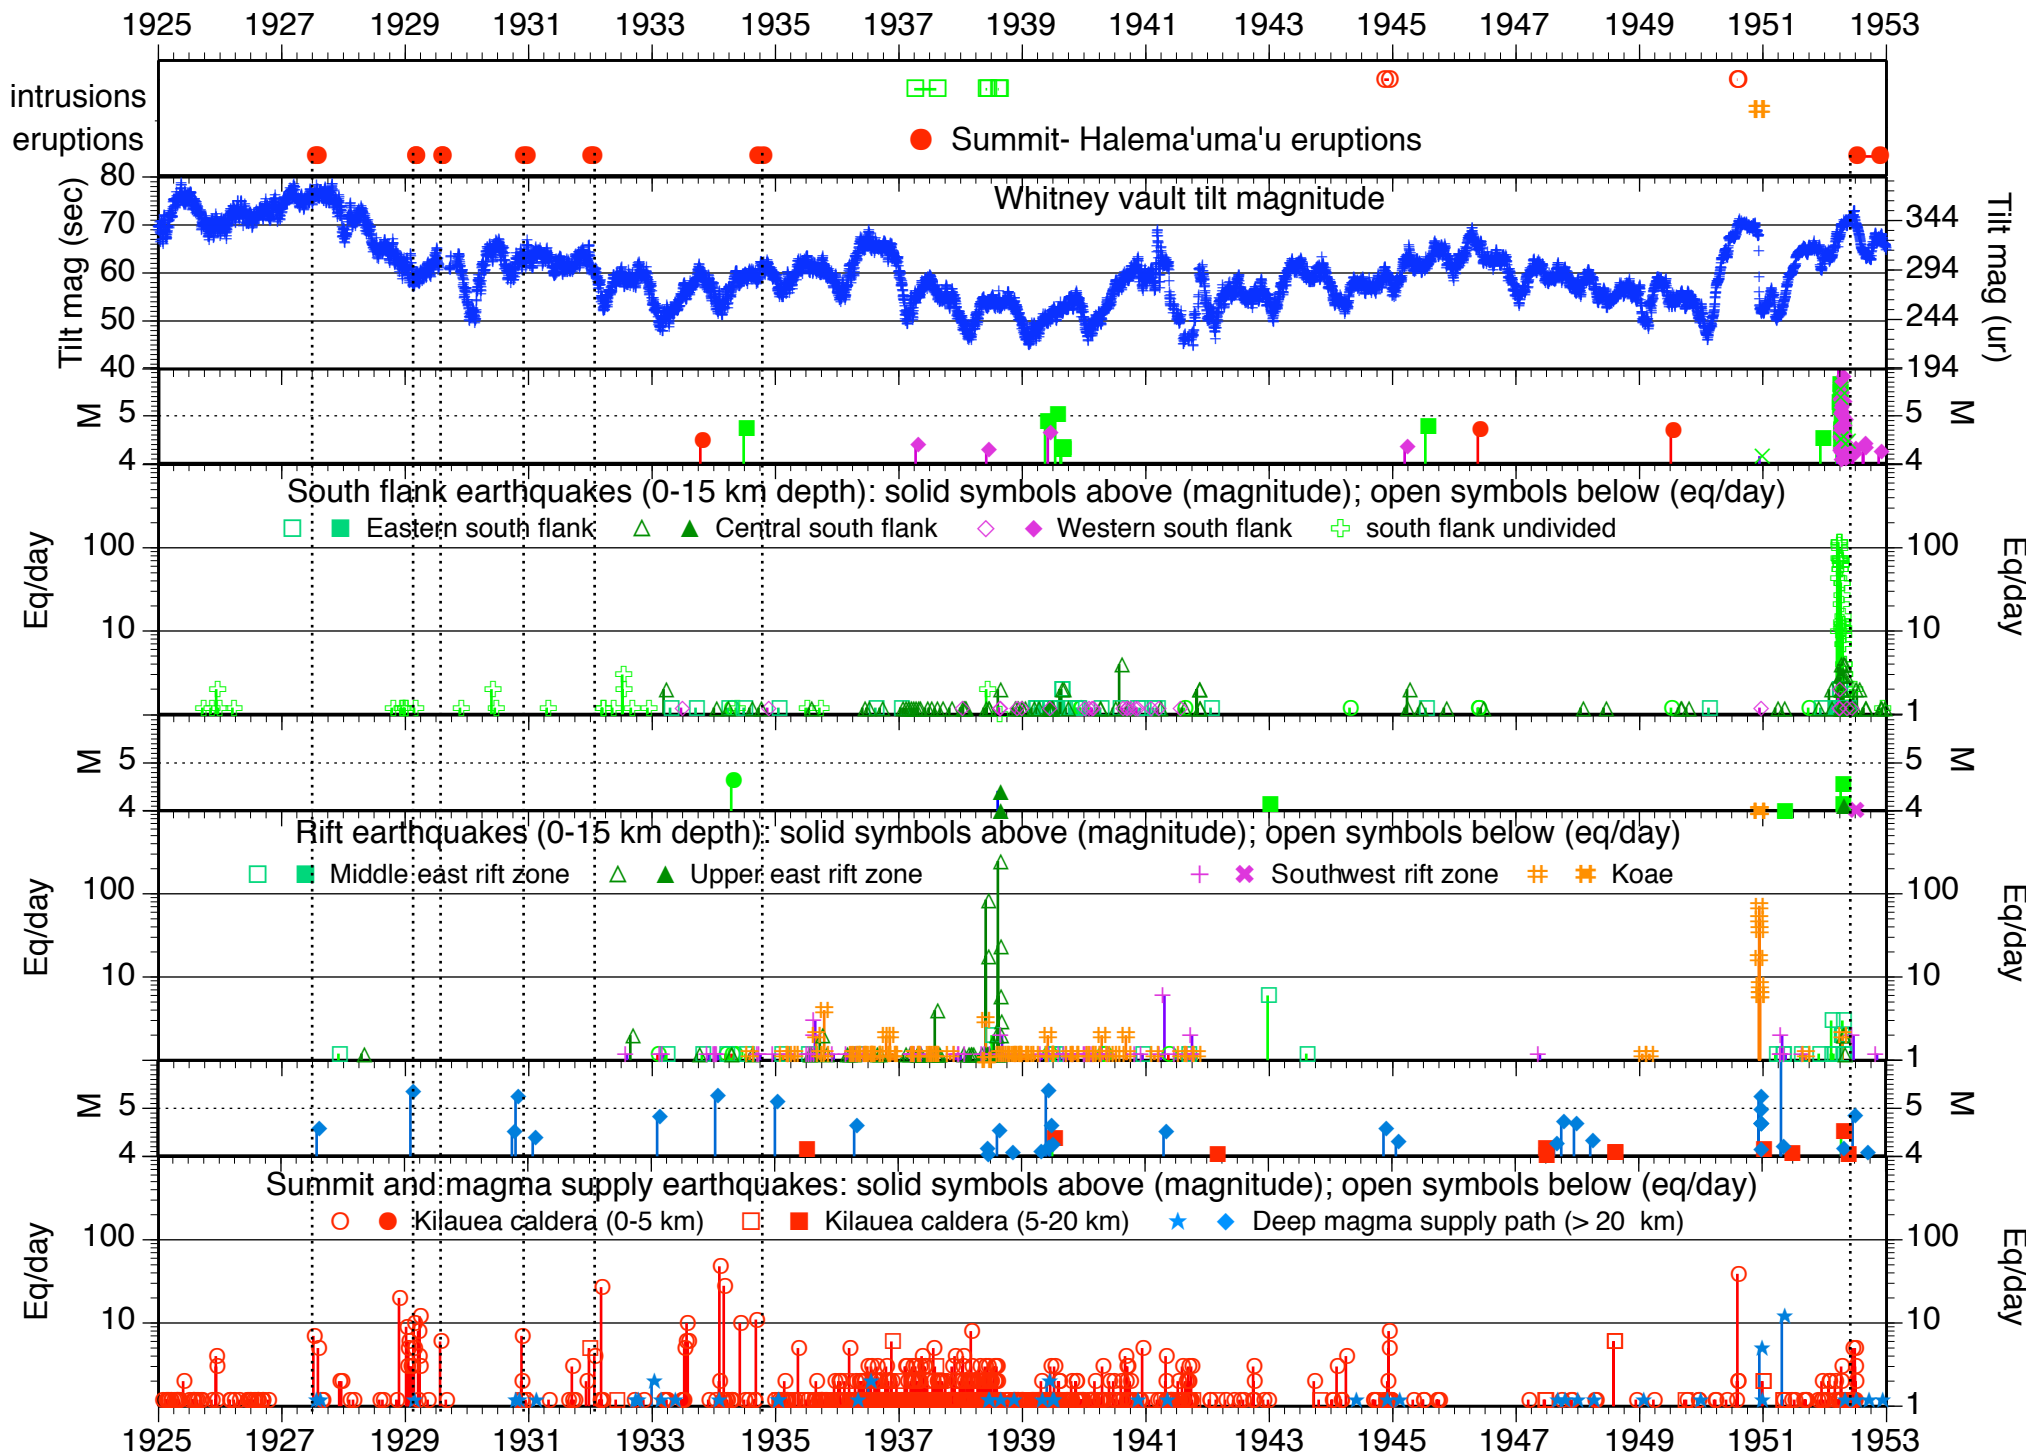 1925 1927 1929 1931 1933 1935 1937 1939 1941 1943 1945 1947 1949 1951 1953
intrusions
eruptions
Summit- Halema'uma'u eruptions
80
70
60
50
40
Tilt mag (sec)
Whitney vault tilt magnitude
344
294
244
194
Tilt mag (ur)
M
5
4
5
4
M
South flank earthquakes (0-15 km depth): solid symbols above (magnitude); open symbols below (eq/day)
Eastern south flank Central south flank Western south flank south flank undivided
Eq/day
100
10
100
10
1
Eq/day
M
5
4
5
4
M
Rift earthquakes (0-15 km depth): solid symbols above (magnitude); open symbols below (eq/day)
Middle east rift zone Upper east rift zone Southwest rift zone Koae
Eq/day
100
10
100
10
1
Eq/day
M
5
4
5
4
M
Summit and magma supply earthquakes: solid symbols above (magnitude); open symbols below (eq/day)
Kilauea caldera (0-5 km) Kilauea caldera (5-20 km) Deep magma supply path (> 20 km)
Eq/day
100
10
100
10
1
Eq/day
1925 1927 1929 1931 1933 1935 1937 1939 1941 1943 1945 1947 1949 1951 1953